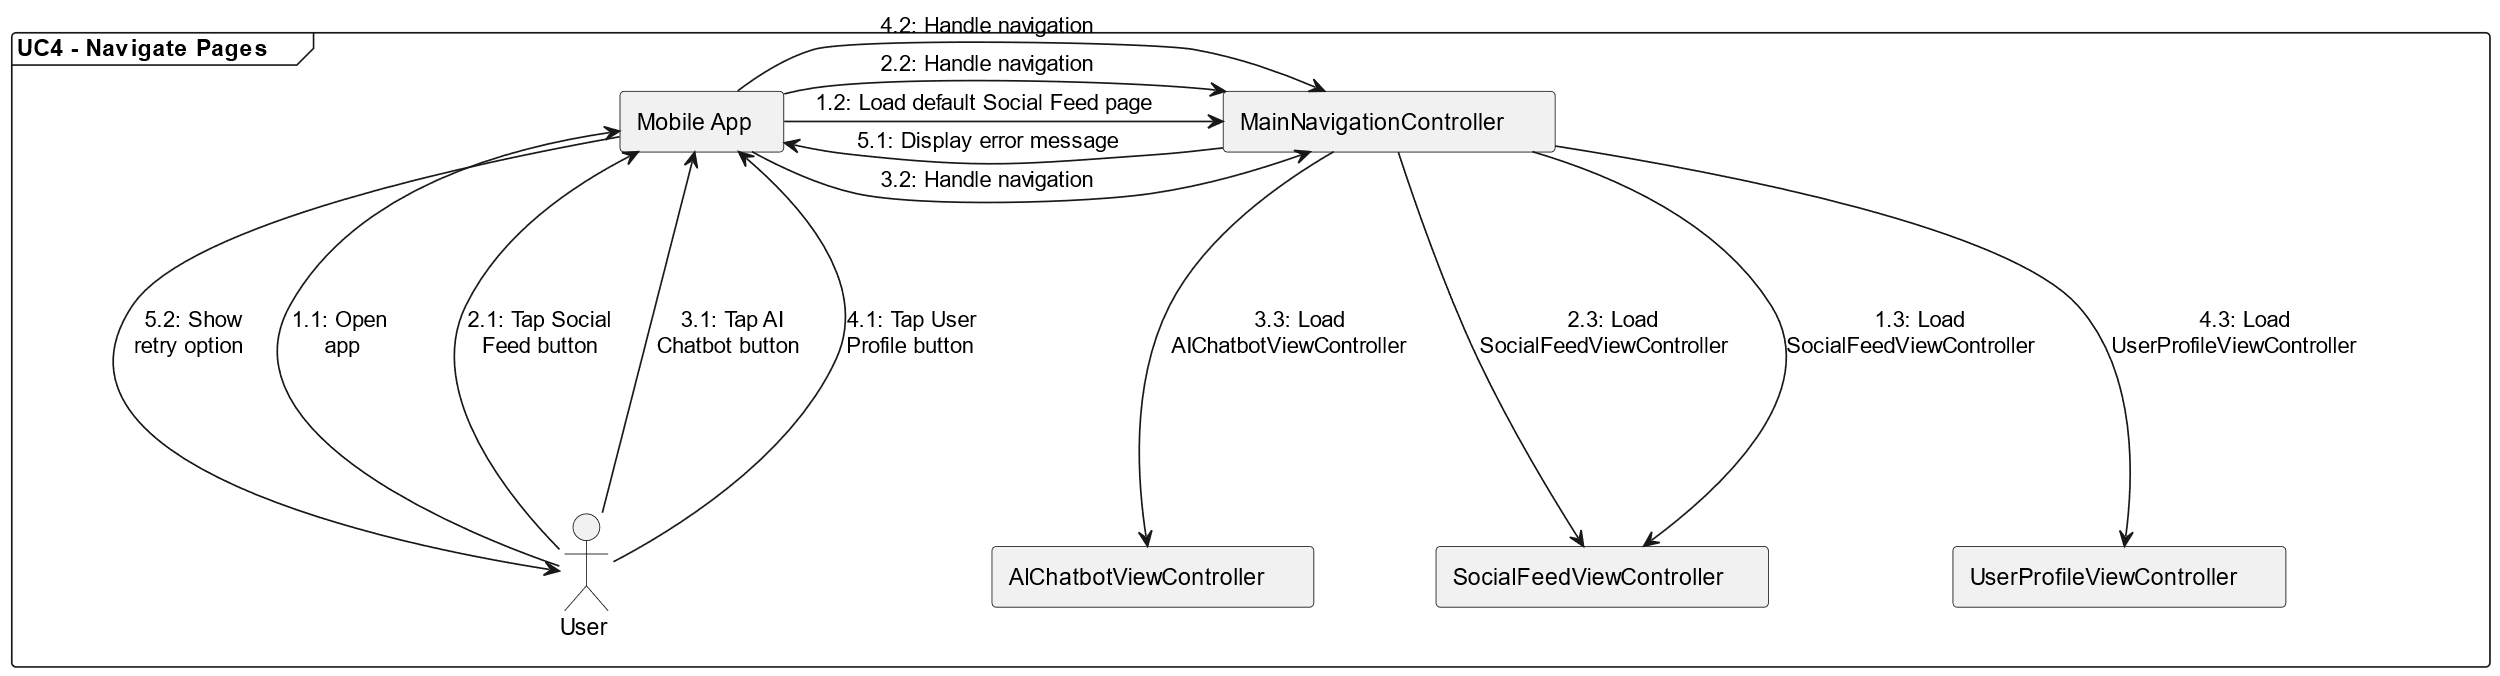 4.2: Handle navigation
UC4 - Navigate Pages
2.2: Handle navigation
1.2: Load default Social Feed page
Mobile App
MainNavigationController
5.1: Display error message
3.2: Handle navigation
5.2: Show
retry option
1.1: Open
app
2.1: Tap Social
Feed button
3.1: Tap AI
Chatbot button
4.1: Tap User
Profile button
3.3: Load
AIChatbotViewController
2.3: Load
SocialFeedViewController
1.3: Load
SocialFeedViewController
4.3: Load
UserProfileViewController
AIChatbotViewController
SocialFeedViewController
UserProfileViewController
User